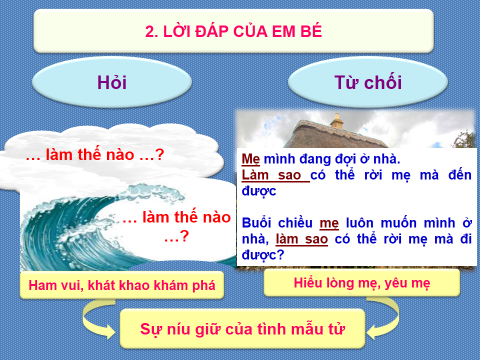 2. LỜI ĐÁP CỦA EM BÉ
Hỏi
Từ chối
… làm thế nào …?
… làm thế nào
…?
Mẹ mình đang đợi ở nhà.
Làm sao có thể rời mẹ mà đến
được
Buổi chiều mẹ luôn muốn mình ở
nhà, làm sao có thể rời mẹ mà đi
được?
Ham vui, khát khao khám phá
Hiểu lòng mẹ, yêu mẹ
Sự níu giữ của tình mẫu tử